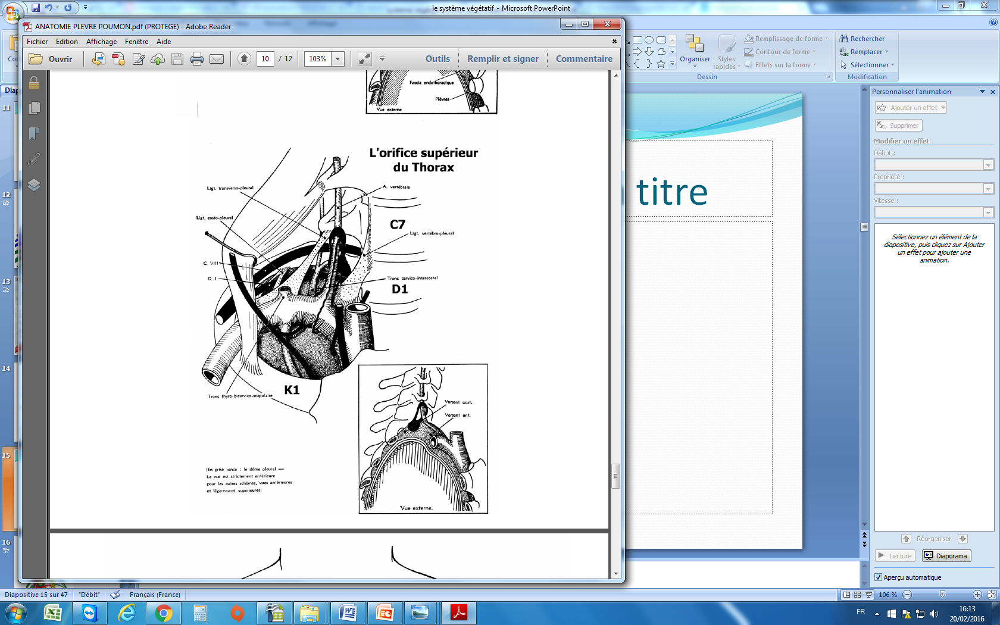 le système végétatif - Microsoft PowerPoint
ANATOMIE PLEVRE POUMON.pdf (PROTEGE) - Adobe Reader
Fichier Edition Affichage Fenêtre Aide
Ouvrir
10 / 12
103%
Outils
Remplir et signer
Commentaire
Fascia endothoracique
Plèvres
Vue externe
L'orifice supérieur
du Thorax
Ligt. transverso-pleural
A. vertébrale
Ligt. costo-pleural
C7
Ligt. vertébro-pleural
C. VIII
D. I.
Tronc cervico-intercostal
D1
K1
Tronc thyro-bicervico-scapulaire
Versant post.
Versant ant.
(En grise foncé : le dôme pleural —
La vue est strictement antérieure
pour les autres schémas, vues antérieures
et légèrement supérieures)
Vue externe.
Col
Diap
11
12
13
14
15
16
Organiser
Styles
rapides
Remplissage de forme
Contour de forme
Effets sur la forme
Dessin
Rechercher
Remplacer
Sélectionner
Modification
titre
Personnaliser l'animation
Ajouter un effet
Supprimer
Modifier un effet
Début :
Propriété :
Vitesse :
Sélectionnez un élément de la
diapositive, puis cliquez sur Ajouter
un effet pour ajouter une
animation.
Réorganiser
Lecture
Diaporama
Aperçu automatique
Diapositive 15 sur 47
"Débit"
Français (France)
106 %
FR
16:13
20/02/2016